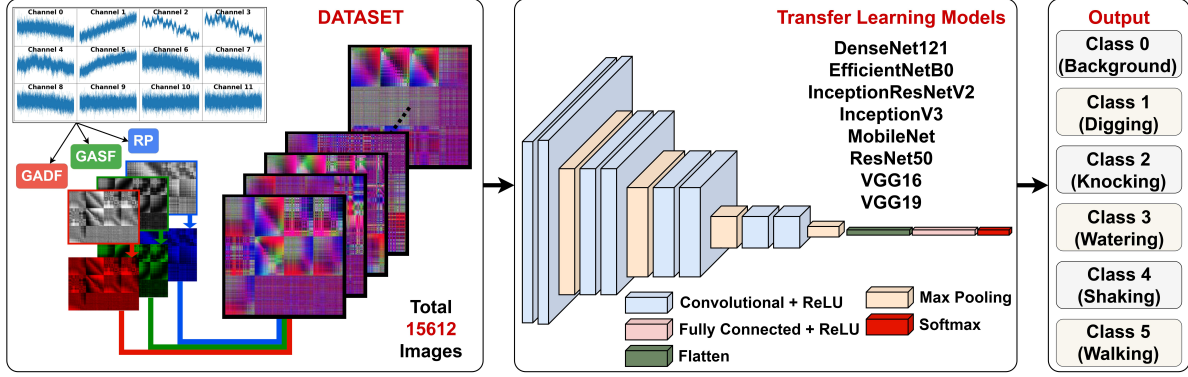 DATASET
Channel 0 Channel 1 Channel 2 Channel 3
Channel 4 Channel 5 Channel 6 Channel 7
Channel 8 Channel 9 Channel 10 Channel 11
RP
GASF
GADF
Total
15612
Images
Transfer Learning Models
DenseNet121
EfficientNetB0
InceptionResNetV2
InceptionV3
MobileNet
ResNet50
VGG16
VGG19
Convolutional + ReLU
Max Pooling
Fully Connected + ReLU
Softmax
Flatten
Output
Class 0
(Background)
Class 1
(Digging)
Class 2
(Knocking)
Class 3
(Watering)
Class 4
(Shaking)
Class 5
(Walking)